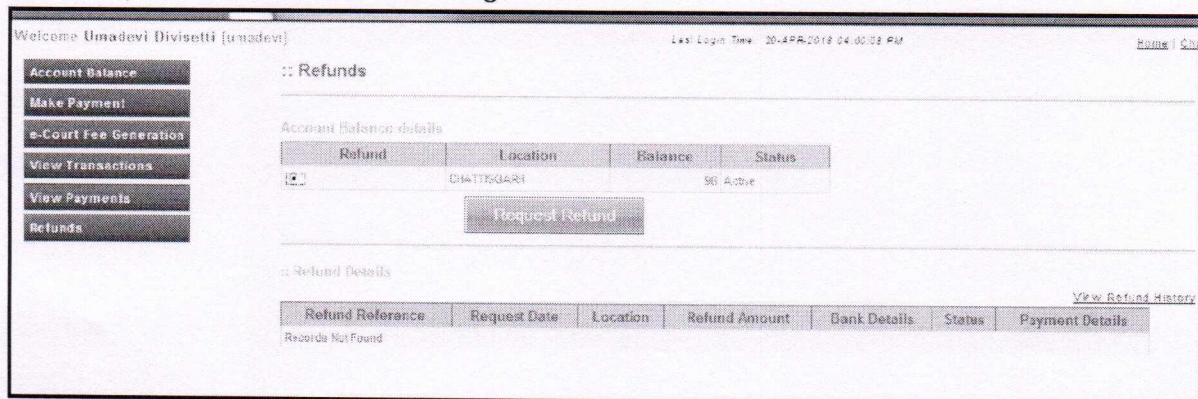 Welcome Umadevi Divisetti [umadevi]
Last Login Time: 20-APR-2018 04:00:08 PM
Home | Ch
Account Balance
Make Payment
e-Court Fee Generation
View Transactions
View Payments
Refunds
:: Refunds
Account Balance details
Refund Location Balance Status
CHATTISGARH 96 Active
Request Refund
:: Refund Details
View Refund History
Refund Reference Request Date Location Refund Amount Bank Details Status Payment Details
Records Not Found